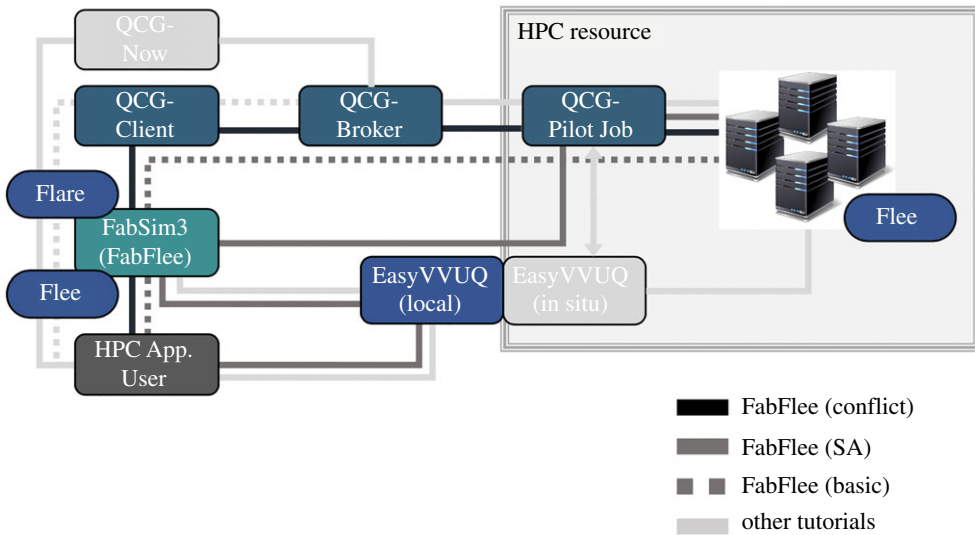 QCG-
Now
HPC resource
QCG-
Client
QCG-
Broker
QCG-
Pilot Job
Flare
FabSim3
(FabFlee)
Flee
Flee
EasyVVUQ
(local)
EasyVVUQ
(in situ)
HPC App.
User
FabFlee (conflict)
FabFlee (SA)
FabFlee (basic)
other tutorials